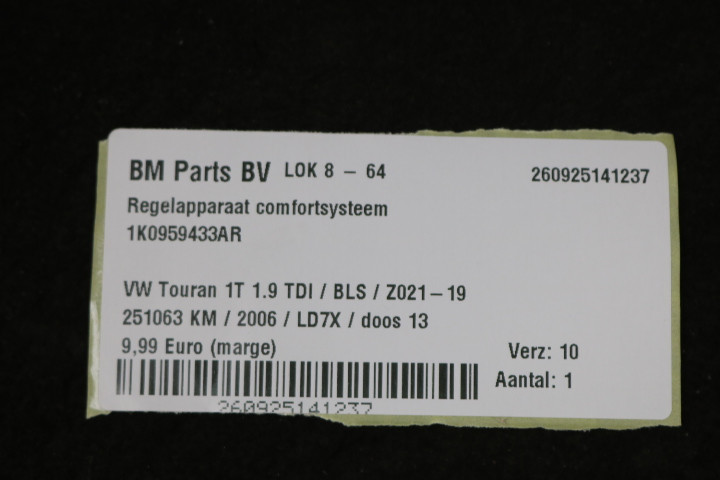 BM Parts BV LOK 8 – 64 260925141237
Regelapparaat comfortsysteem
1K0959433AR
VW Touran 1T 1.9 TDI / BLS / Z021–19
251063 KM / 2006 / LD7X / doos 13
9,99 Euro (marge) Verz: 10
Aantal: 1
260925141237